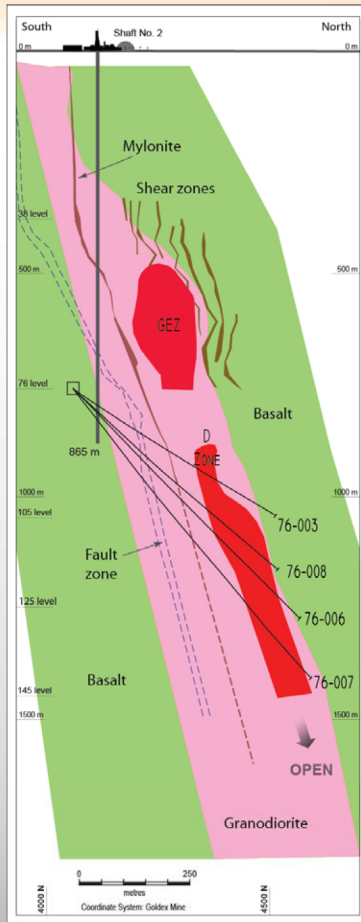 South
Shaft No. 2
North
0 m
0 m
Mylonite
Shear zones
38 level
500 m
500 m
GEZ
76 level
Basalt
D
ZONE
865 m
1000 m
1000 m
105 level
76-003
Fault
zone
76-008
125 level
76-006
Basalt
76-007
145 level
1500 m
1500 m
OPEN
Granodiorite
0
250
metres
Coordinate System: Goldex Mine
4000 N
4500 N